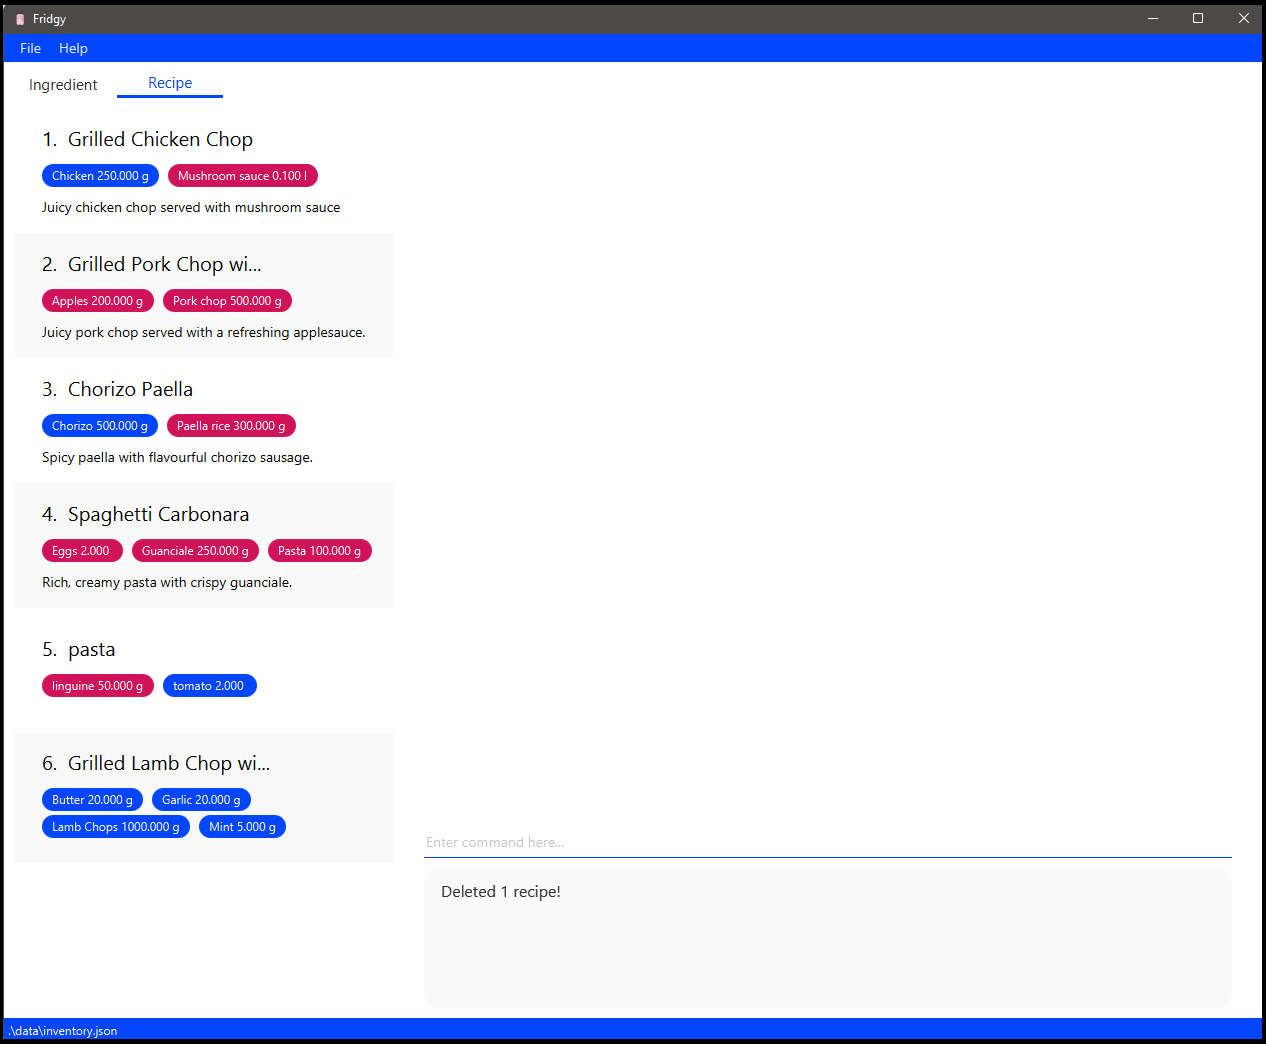 Fridgy
File Help
Ingredient Recipe
1. Grilled Chicken Chop
Chicken 250.000 g Mushroom sauce 0.100 l
Juicy chicken chop served with mushroom sauce
2. Grilled Pork Chop wi...
Apples 200.000 g Pork chop 500.000 g
Juicy pork chop served with a refreshing applesauce.
3. Chorizo Paella
Chorizo 500.000 g Paella rice 300.000 g
Spicy paella with flavourful chorizo sausage.
4. Spaghetti Carbonara
Eggs 2.000 Guanciale 250.000 g Pasta 100.000 g
Rich, creamy pasta with crispy guanciale.
5. pasta
linguine 50.000 g tomato 2.000
6. Grilled Lamb Chop wi...
Butter 20.000 g Garlic 20.000 g
Lamb Chops 1000.000 g Mint 5.000 g
Enter command here...
Deleted 1 recipe!
.\data\inventory.json